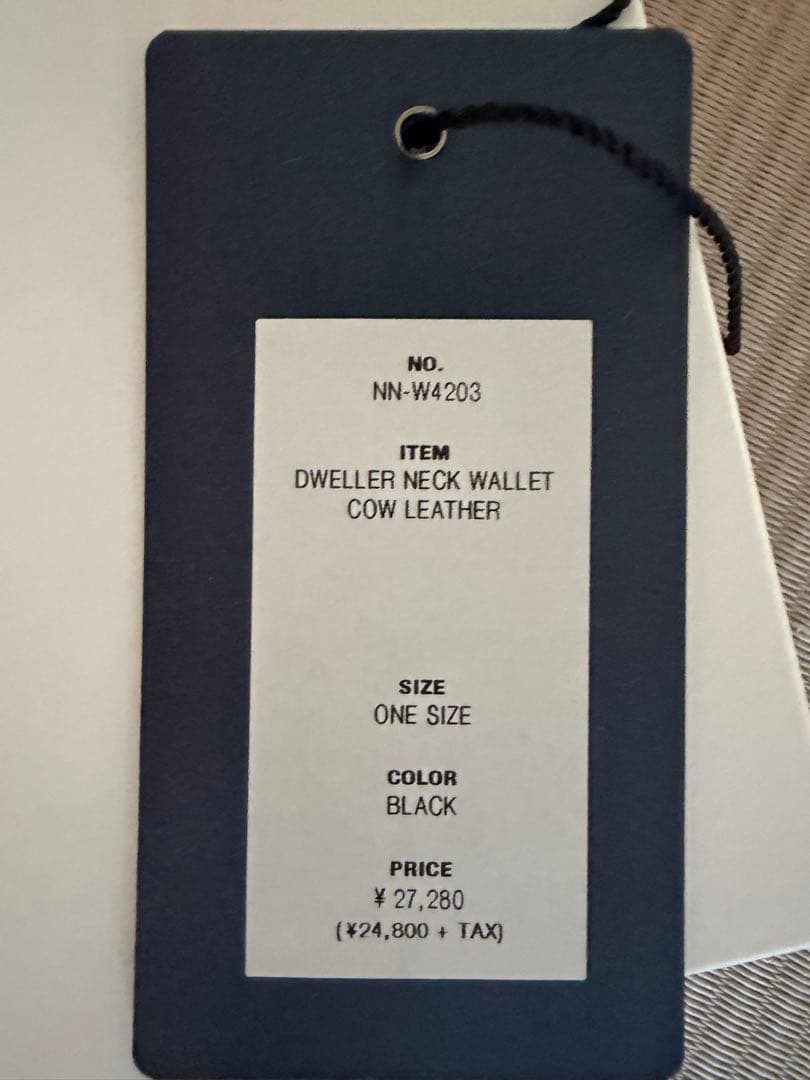 NO.
NN-W4203
ITEM
DWELLER NECK WALLET
COW LEATHER
SIZE
ONE SIZE
COLOR
BLACK
PRICE
¥ 27,280
(¥24,800 + TAX)